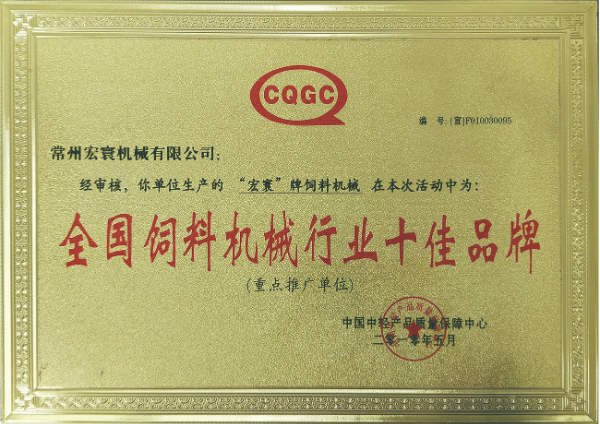 CQGC
编 号:[宣]F010030095
常州宏寰机械有限公司:
经审核,你单位生产的 “宏寰”牌饲料机械 在本次活动中为:
全国饲料机械行业十佳品牌
(重点推广单位)
中国中轻产品质量保障中心
二零一零年五月